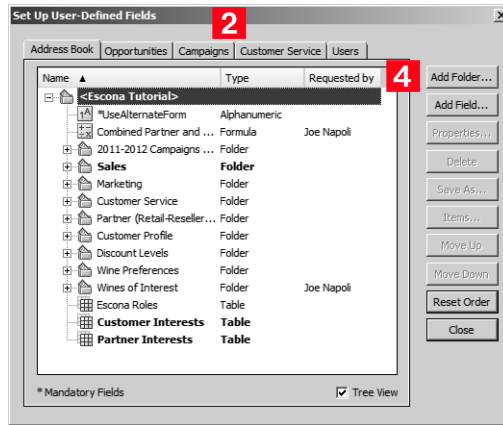 Set Up User-Defined Fields
2
Address Book Opportunities Campaigns Customer Service Users
4
Name Type Requested by
<Escona Tutorial>
*UseAlternateForm Alphanumeric
Combined Partner and ... Formula Joe Napoli
2011-2012 Campaigns ... Folder
Sales Folder
Marketing Folder
Customer Service Folder
Partner (Retail-Reseller... Folder
Customer Profile Folder
Discount Levels Folder
Wine Preferences Folder
Wines of Interest Folder Joe Napoli
Escona Roles Table
Customer Interests Table
Partner Interests Table
* Mandatory Fields Tree View
Add Folder...
Add Field...
Properties...
Delete
Save As...
Items...
Move Up
Move Down
Reset Order
Close